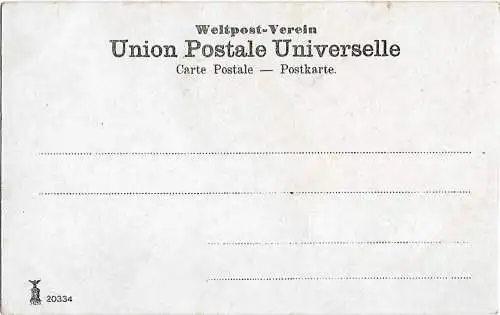 Weltpost-Verein
Union Postale Universelle
Carte Postale — Postkarte.
20334